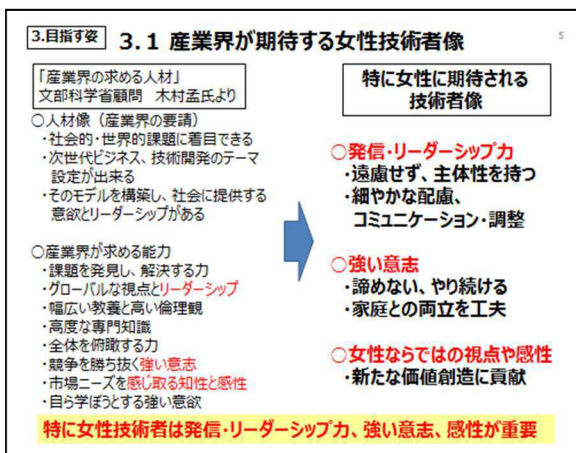 3.目指す姿
3.1 産業界が期待する女性技術者像
5
「産業界の求める人材」
文部科学省顧問 木村孟氏より
○人材像（産業界の要請）
・社会的・世界的課題に着目できる
・次世代ビジネス、技術開発のテーマ
設定が出来る
・そのモデルを構築し、社会に提供する
意欲とリーダーシップがある
○産業界が求める能力
・課題を発見し、解決する力
・グローバルな視点とリーダーシップ
・幅広い教養と高い倫理観
・高度な専門知識
・全体を俯瞰する力
・競争を勝ち抜く強い意志
・市場ニーズを感じ取る知性と感性
・自ら学ぼうとする強い意欲
特に女性に期待される
技術者像
○発信・リーダーシップ力
・遠慮せず、主体性を持つ
・細やかな配慮、
コミュニケーション・調整
○強い意志
・諦めない、やり続ける
・家庭との両立を工夫
○女性ならではの視点や感性
・新たな価値創造に貢献
特に女性技術者は発信・リーダーシップ力、強い意志、感性が重要